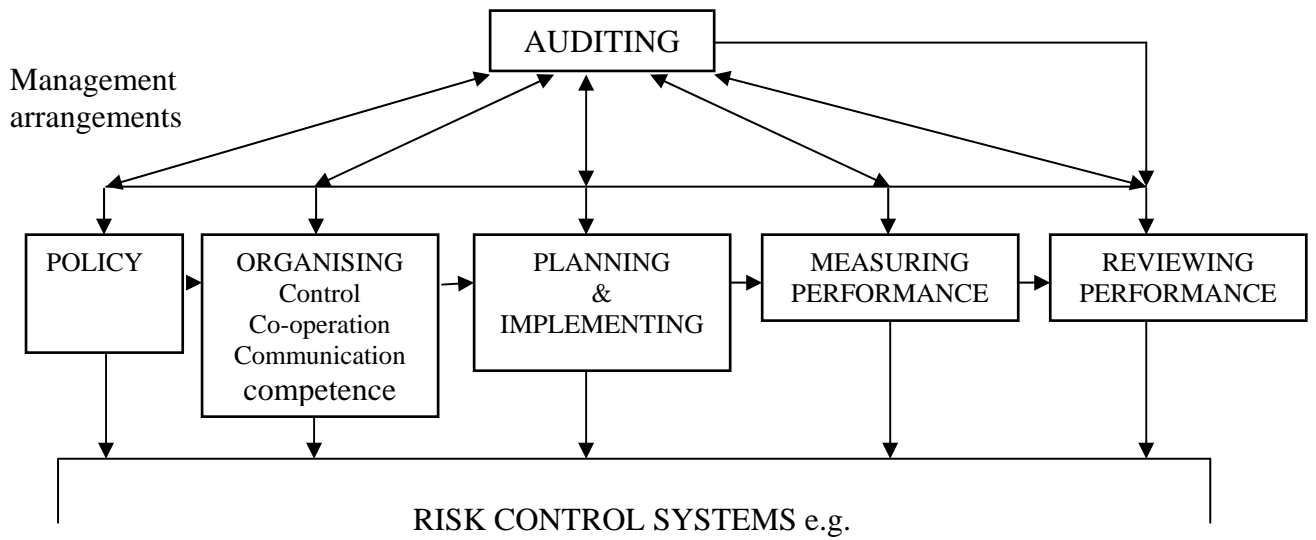 AUDITING
Management
arrangements
POLICY
ORGANISING
Control
Co-operation
Communication
competence
PLANNING
&
IMPLEMENTING
MEASURING
PERFORMANCE
REVIEWING
PERFORMANCE
RISK CONTROL SYSTEMS e.g.